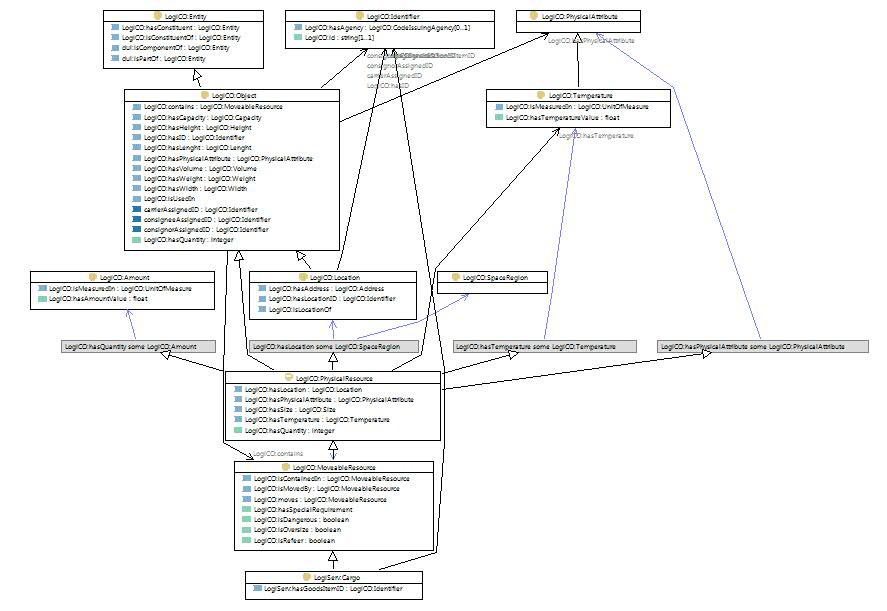 LogiCO:Entity
LogiCO:hasConstituent : LogiCO:Entity
LogiCO:isConstituentOf : LogiCO:Entity
dul:isComponentOf : LogiCO:Entity
dul:isPartOf : LogiCO:Entity
LogiCO:Identifier
LogiCO:hasAgency : LogiCO:CodeIssuingAgency[0..1]
LogiCO:id : string[1..1]
LogiCO:PhysicalAttribute
LogiCO:hasPhysicalAttribute
consignorAssignedID
carrierAssignedID
LogiCO:hasID
LogiCO:Object
LogiCO:contains : LogiCO:MoveableResource
LogiCO:hasCapacity : LogiCO:Capacity
LogiCO:hasHeight : LogiCO:Height
LogiCO:hasID : LogiCO:Identifier
LogiCO:hasLenght : LogiCO:Lenght
LogiCO:hasPhysicalAttribute : LogiCO:PhysicalAttribute
LogiCO:hasVolume : LogiCO:Volume
LogiCO:hasWeight : LogiCO:Weight
LogiCO:hasWidth : LogiCO:Width
LogiCO:isUsedIn
carrierAssignedID : LogiCO:Identifier
consigneeAssignedID : LogiCO:Identifier
consignorAssignedID : LogiCO:Identifier
LogiCO:hasQuantity : integer
LogiCO:Temperature
LogiCO:isMeasuredIn : LogiCO:UnitOfMeasure
LogiCO:hasTemperatureValue : float
LogiCO:hasTemperature
LogiCO:Amount
LogiCO:isMeasuredIn : LogiCO:UnitOfMeasure
LogiCO:hasAmountValue : float
LogiCO:Location
LogiCO:hasAddress : LogiCO:Address
LogiCO:hasLocationID : LogiCO:Identifier
LogiCO:isLocationOf
LogiCO:SpaceRegion
LogiCO:hasQuantity some LogiCO:Amount
LogiCO:hasLocation some LogiCO:SpaceRegion
LogiCO:hasTemperature some LogiCO:Temperature
LogiCO:hasPhysicalAttribute some LogiCO:PhysicalAttribute
LogiCO:PhysicalResource
LogiCO:hasLocation : LogiCO:Location
LogiCO:hasPhysicalAttribute : LogiCO:PhysicalAttribute
LogiCO:hasSize : LogiCO:Size
LogiCO:hasTemperature : LogiCO:Temperature
LogiCO:hasQuantity : integer
LogiCO:contains
LogiCO:MoveableResource
LogiCO:isContainedIn : LogiCO:MoveableResource
LogiCO:isMovedBy : LogiCO:MoveableResource
LogiCO:moves : LogiCO:MoveableResource
LogiCO:hasSpecialRequirement
LogiCO:isDangerous : boolean
LogiCO:isOversize : boolean
LogiCO:isReefer : boolean
LogiServ:Cargo
LogiServ:hasGoodsItemID : LogiCO:Identifier